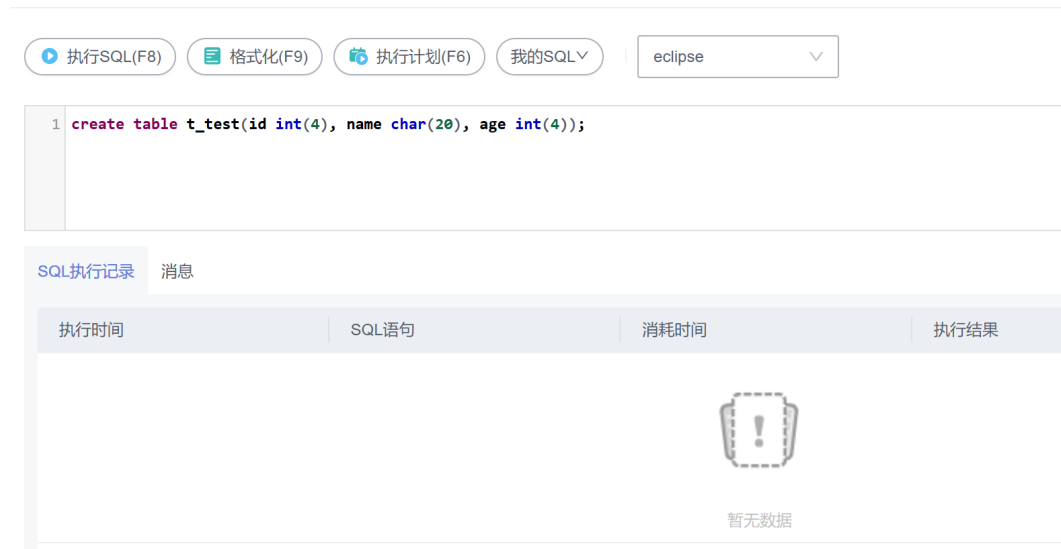 执行SQL(F8) 格式化(F9) 执行计划(F6) 我的SQL eclipse
1 create table t_test(id int(4), name char(20), age int(4));
SQL执行记录 消息
执行时间 SQL语句 消耗时间 执行结果
暂无数据